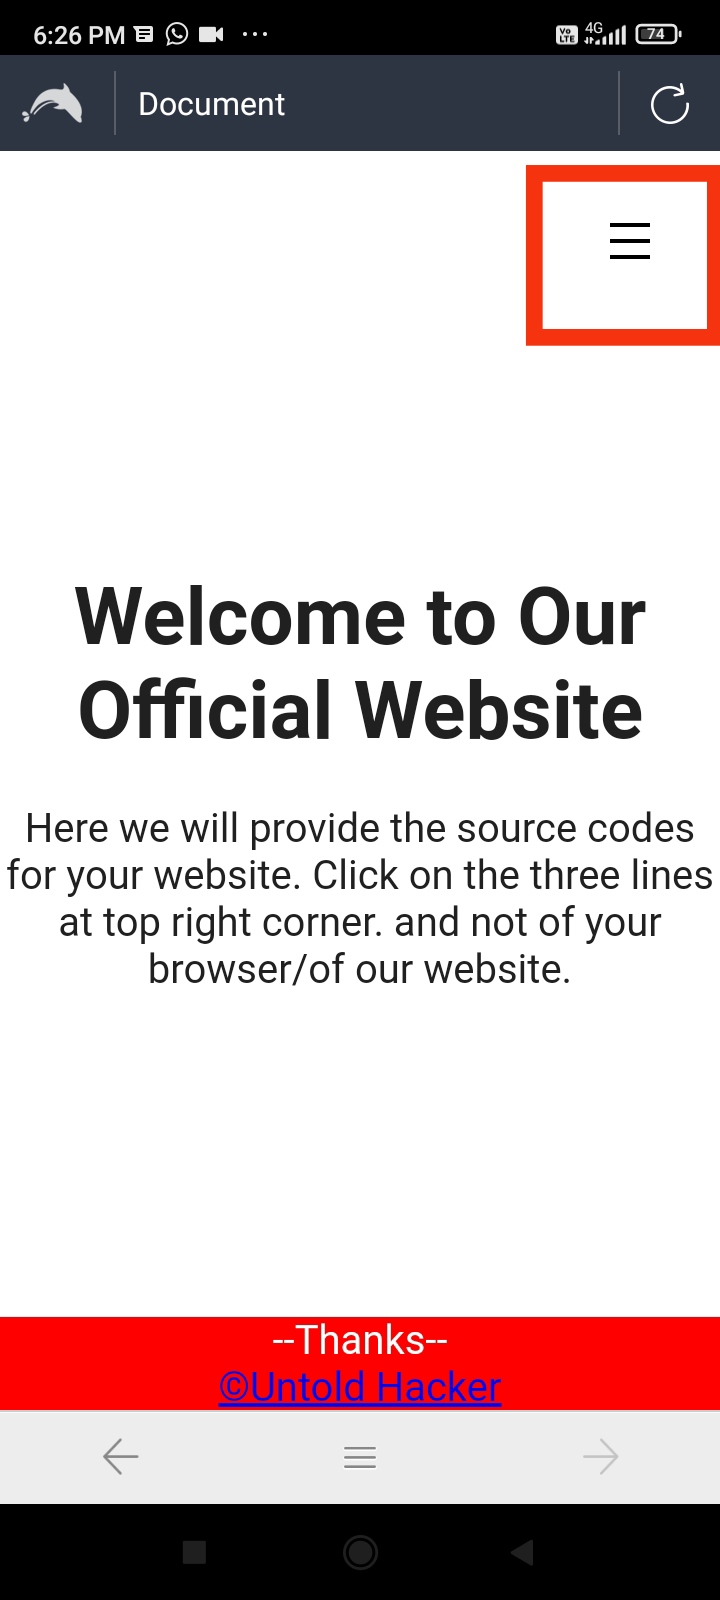 6:26 PM
4G
Vo LTE
74
Document
Welcome to Our
Official Website
Here we will provide the source codes
for your website. Click on the three lines
at top right corner. and not of your
browser/of our website.
--Thanks--
©Untold Hacker